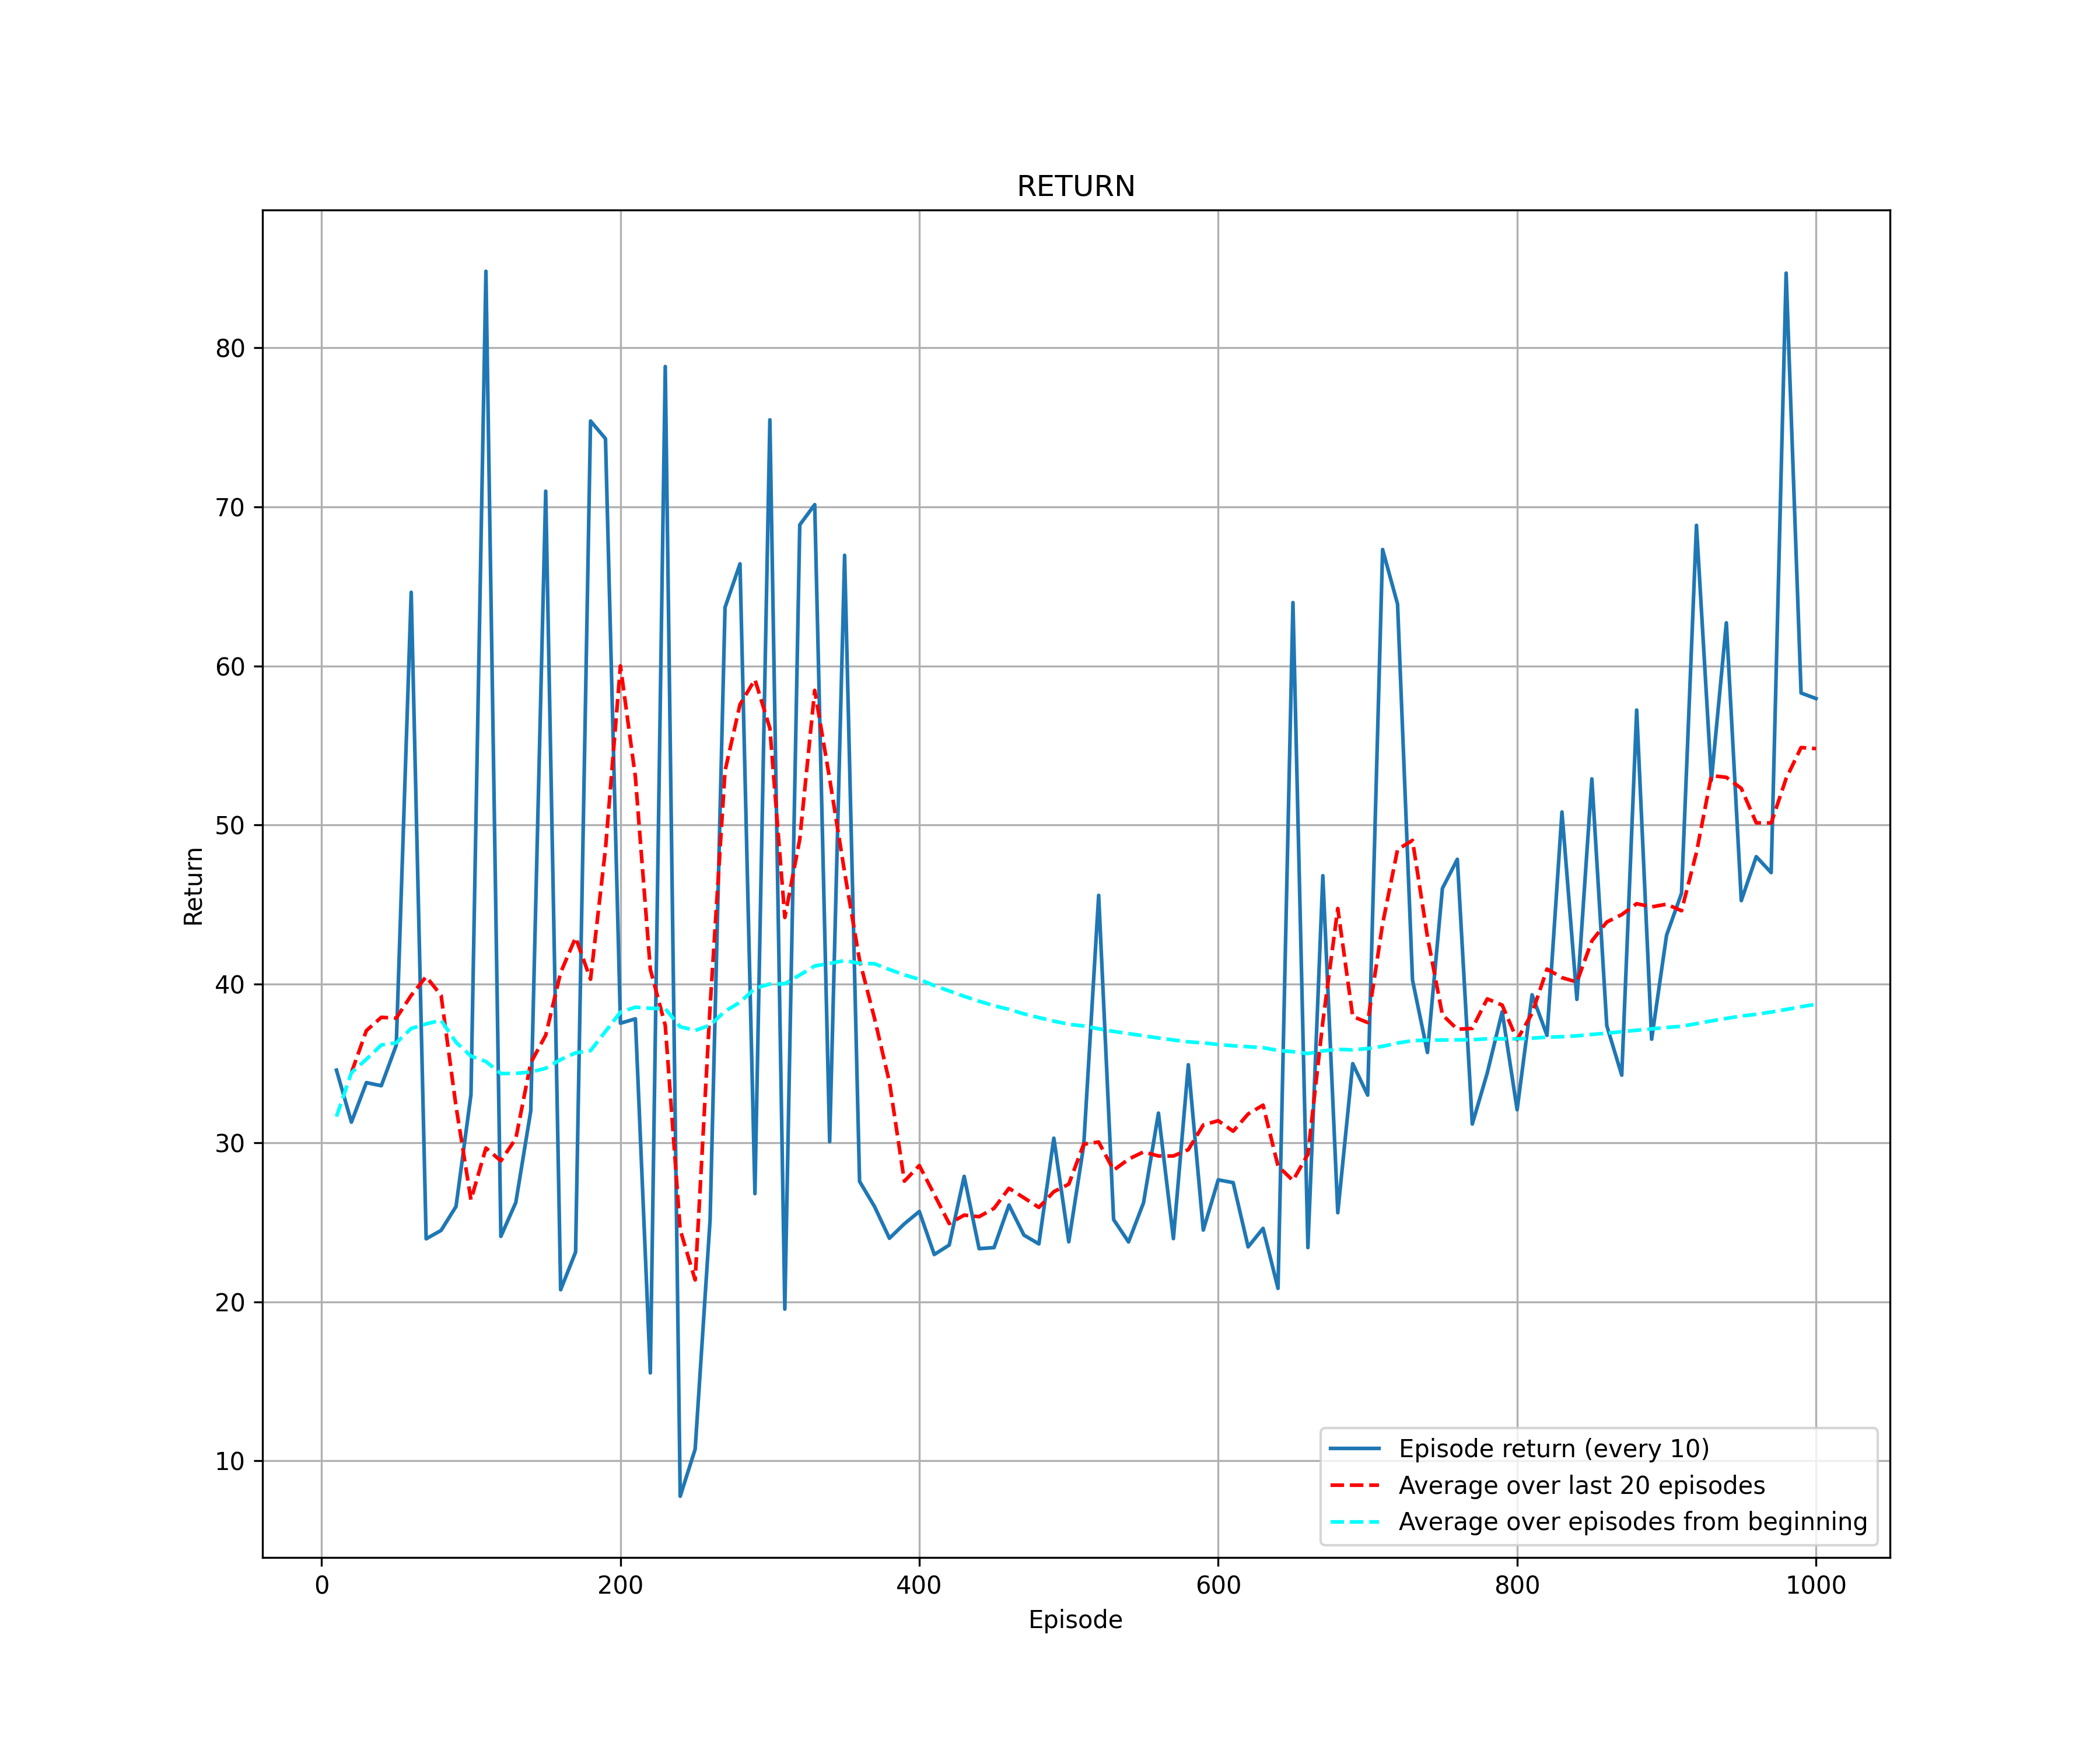 RETURN
80
70
60
50
40
30
20
10
Return
0 200 400 600 800 1000
Episode
Episode return (every 10)
Average over last 20 episodes
Average over episodes from beginning